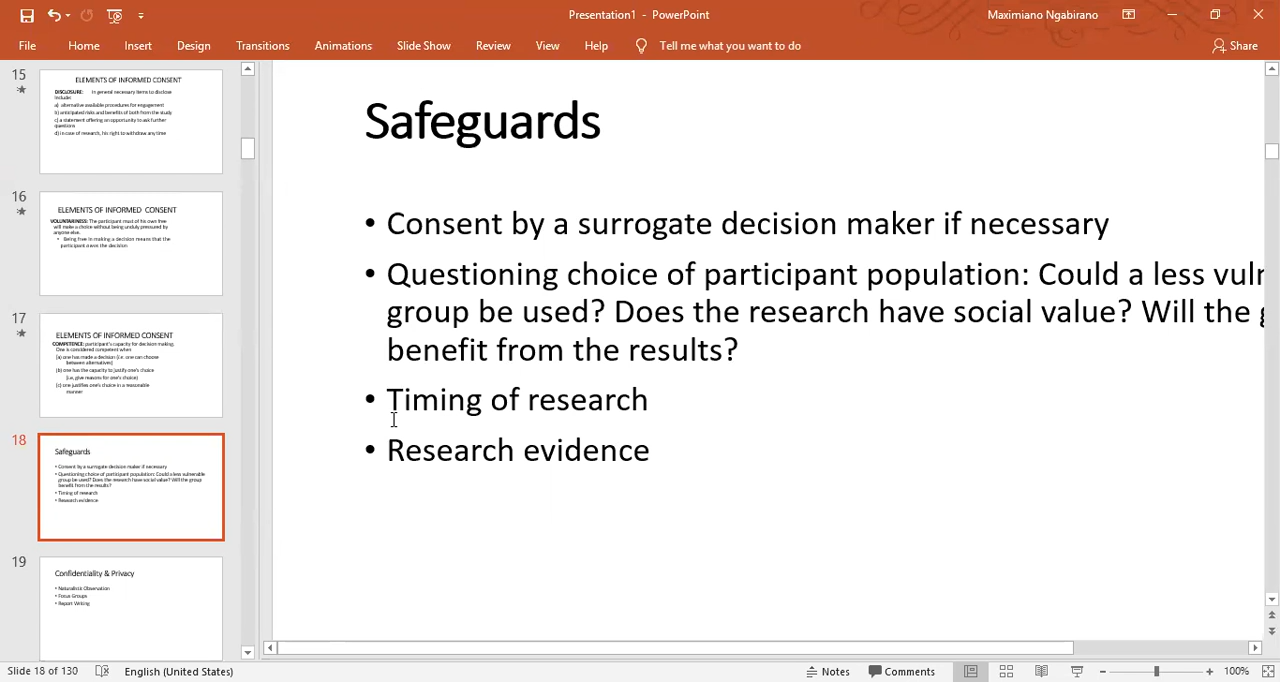 Presentation1 - PowerPoint
Maximiano Ngabirano
File Home Insert Design Transitions Animations Slide Show Review View Help Tell me what you want to do Share
15
ELEMENTS OF INFORMED CONSENT
DISCLOSURE: In general necessary items to disclose
include:
a) alternative available procedures for engagement
b) anticipated risks and benefits of both from the study
c) a statement offering an opportunity to ask further
questions
d) in case of research, his right to withdraw any time
16
ELEMENTS OF INFORMED CONSENT
VOLUNTARINESS: The participant must of his own free
will make a choice without being unduly pressured by
anyone else.
• Being free in making a decision means that the
participant owns the decision
17
ELEMENTS OF INFORMED CONSENT
COMPETENCE: participant's capacity for decision making.
One is considered competent when
(a) one has made a decision (i.e. one can choose
between alternatives)
(b) one has the capacity to justify one's choice
(i.e. give reasons for one's choice)
(c) one justifies one's choice in a reasonable
manner
18
Safeguards
• Consent by a surrogate decision maker if necessary
• Questioning choice of participant population: Could a less vulnerable
group be used? Does the research have social value? Will the group
benefit from the results?
• Timing of research
• Research evidence
19
Confidentiality & Privacy
• Naturalistic Observation
• Focus Groups
• Report Writing
Safeguards
• Consent by a surrogate decision maker if necessary
• Questioning choice of participant population: Could a less vuln
group be used? Does the research have social value? Will the g
benefit from the results?
• Timing of research
• Research evidence
Slide 18 of 130 English (United States) Notes Comments 100%